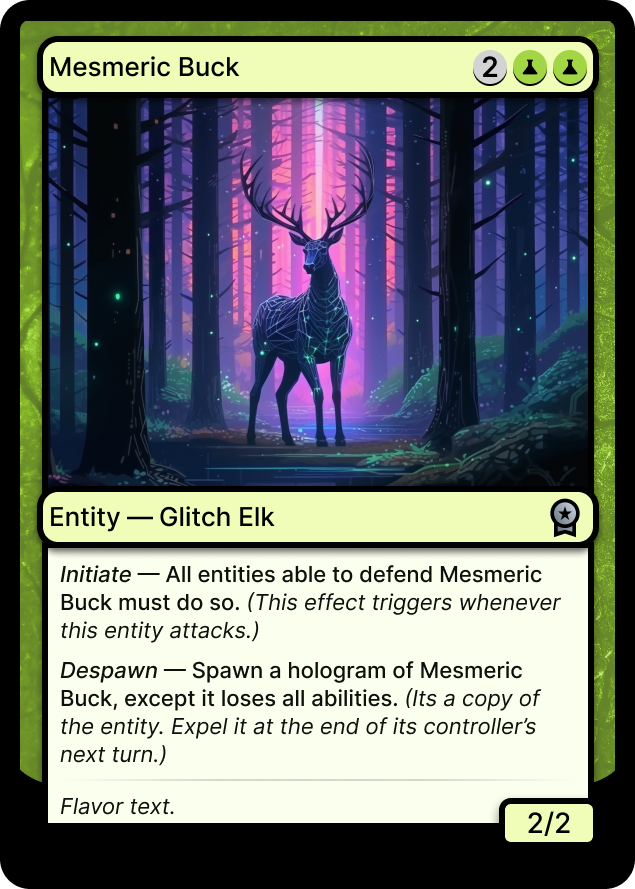 Mesmeric Buck
2
Entity — Glitch Elk
Initiate — All entities able to defend Mesmeric
Buck must do so. (This effect triggers whenever
this entity attacks.)
Despawn — Spawn a hologram of Mesmeric
Buck, except it loses all abilities. (Its a copy of
the entity. Expel it at the end of its controller’s
next turn.)
Flavor text.
2/2